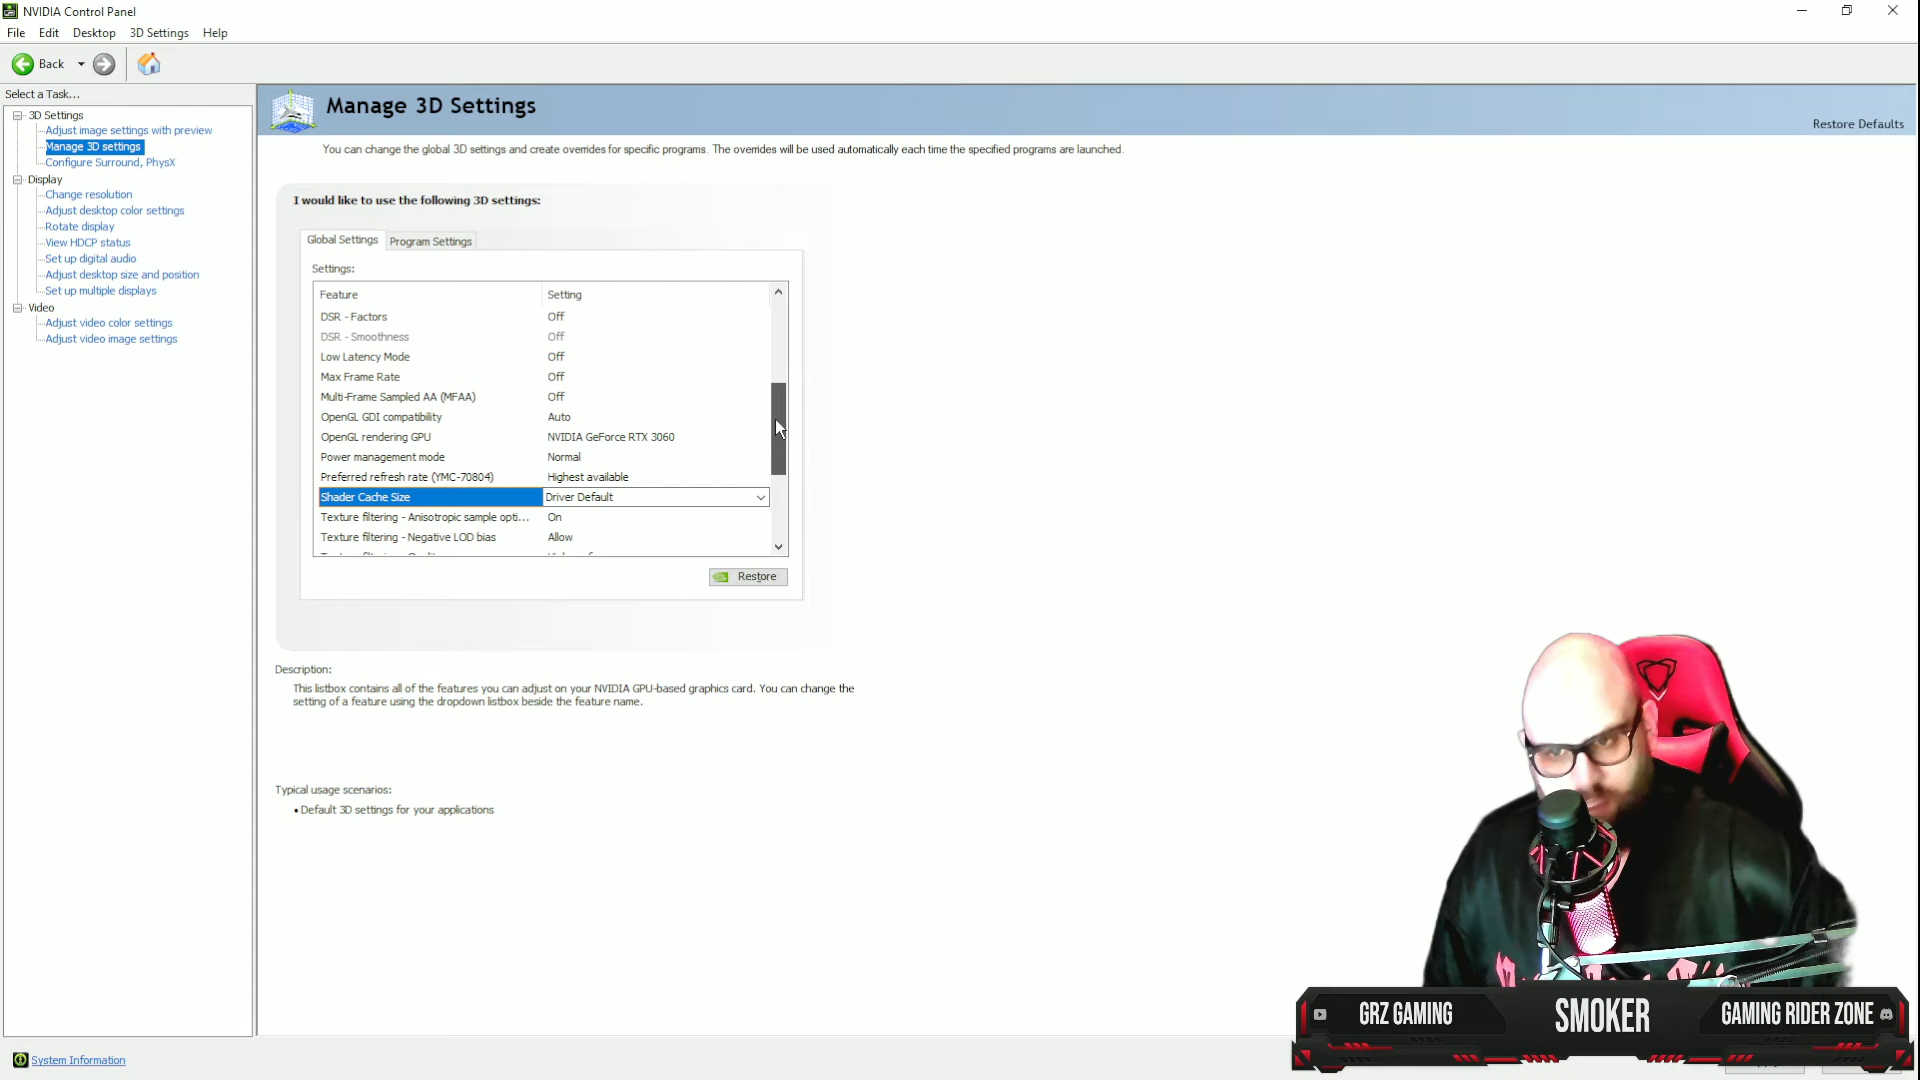 NVIDIA Control Panel
File Edit Desktop 3D Settings Help
Back
Select a Task...
3D Settings
Adjust image settings with preview
Manage 3D settings
Configure Surround, PhysX
Display
Change resolution
Adjust desktop color settings
Rotate display
View HDCP status
Set up digital audio
Adjust desktop size and position
Set up multiple displays
Video
Adjust video color settings
Adjust video image settings
System Information
Manage 3D Settings
Restore Defaults
You can change the global 3D settings and create overrides for specific programs. The overrides will be used automatically each time the specified programs are launched.
I would like to use the following 3D settings:
Global Settings Program Settings
Settings:
Feature Setting
DSR - Factors Off
DSR - Smoothness Off
Low Latency Mode Off
Max Frame Rate Off
Multi-Frame Sampled AA (MFAA) Off
OpenGL GDI compatibility Auto
OpenGL rendering GPU NVIDIA GeForce RTX 3060
Power management mode Normal
Preferred refresh rate (YMC-70804) Highest available
Shader Cache Size Driver Default
Texture filtering - Anisotropic sample opti... On
Texture filtering - Negative LOD bias Allow
Restore
Description:
This listbox contains all of the features you can adjust on your NVIDIA GPU-based graphics card. You can change the
setting of a feature using the dropdown listbox beside the feature name.
Typical usage scenarios:
• Default 3D settings for your applications
GRZ GAMING SMOKER GAMING RIDER ZONE